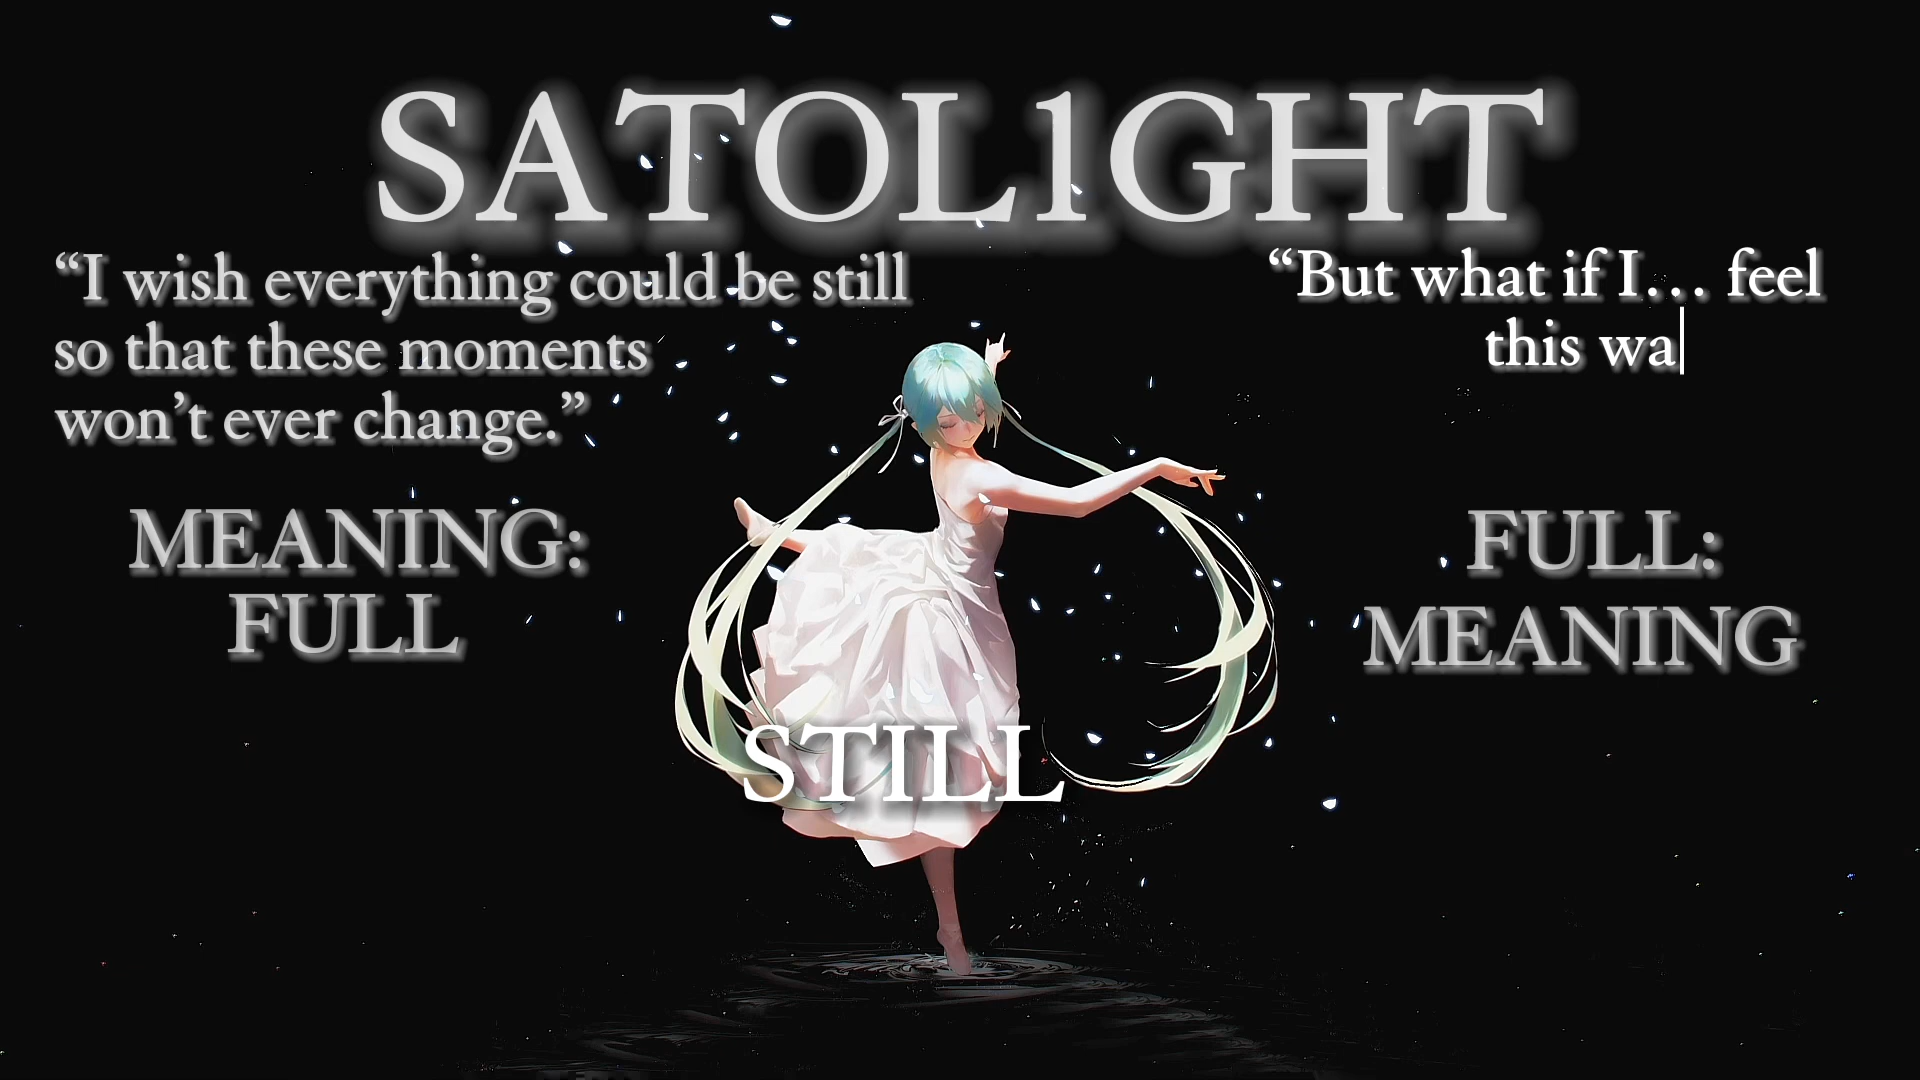 SATOL1GHT
“I wish everything could be still
so that these moments
won’t ever change.”
“But what if I… feel
this wa
MEANING:
FULL
FULL:
MEANING
STILL